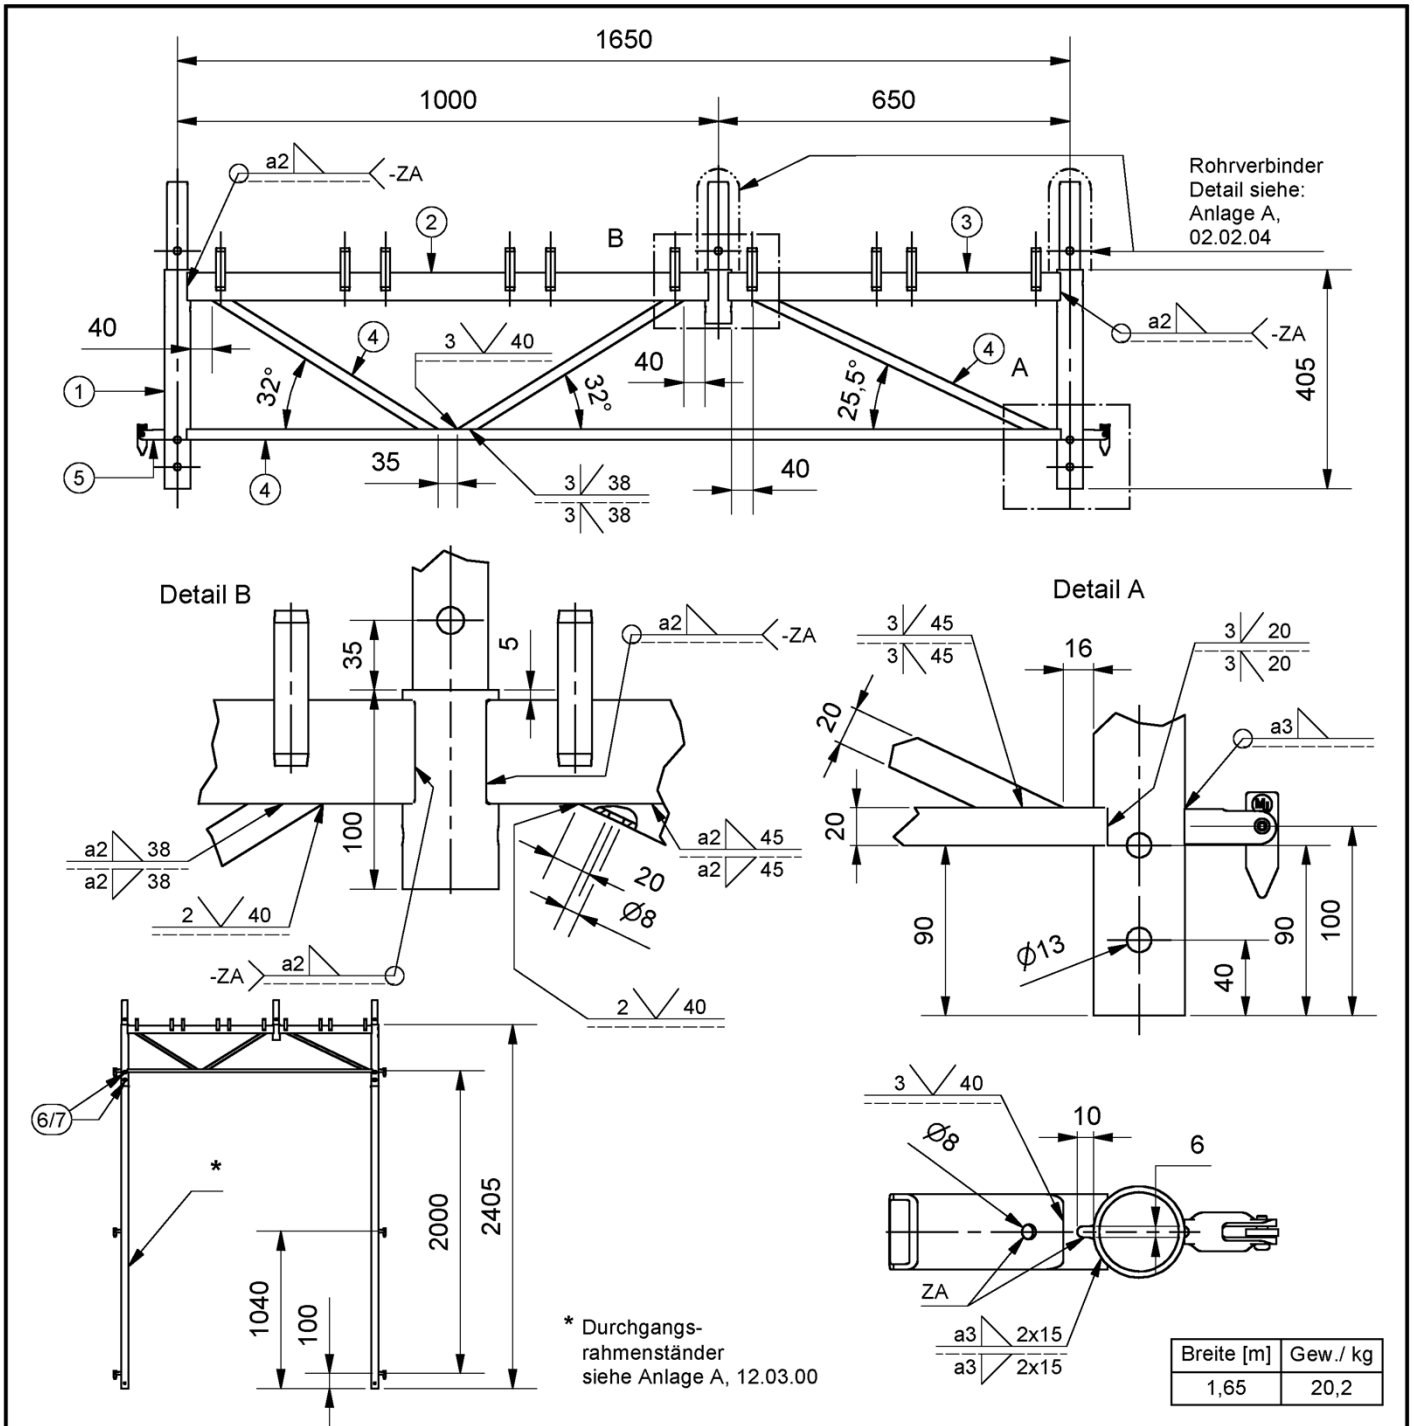 1650
1000
650
a2
-ZA
Rohrverbinder
Detail siehe:
Anlage A,
02.02.04
2
B
3
40
3 40
4
40
4
A
a2
-ZA
1
32°
32°
25,5°
405
5
4
35
3 38
3 38
40
Detail B
Detail A
35
5
a2
-ZA
3 45
3 45
16
3 20
3 20
20
a3
20
100
a2 38
a2 38
2 40
a2 45
a2 45
20
Ø8
90
Ø13
40
90
100
-ZA
a2
2 40
6/7
*
2000
2405
1040
100
* Durchgangs-
rahmenständer
siehe Anlage A, 12.03.00
3 40
10
Ø8
6
ZA
a3 2x15
a3 2x15
Breite [m] Gew./ kg
1,65 20,2